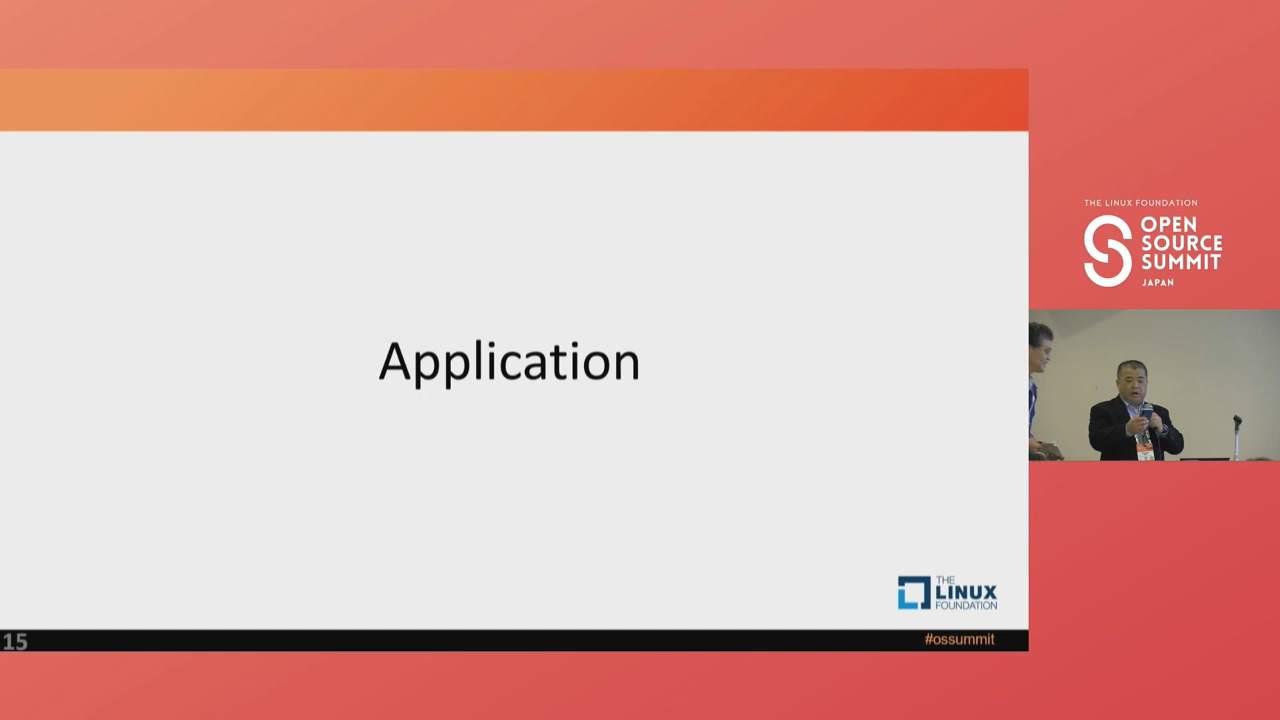 Application
THE
LINUX
FOUNDATION
15
#ossummit
THE LINUX FOUNDATION
OPEN
SOURCE
SUMMIT
JAPAN